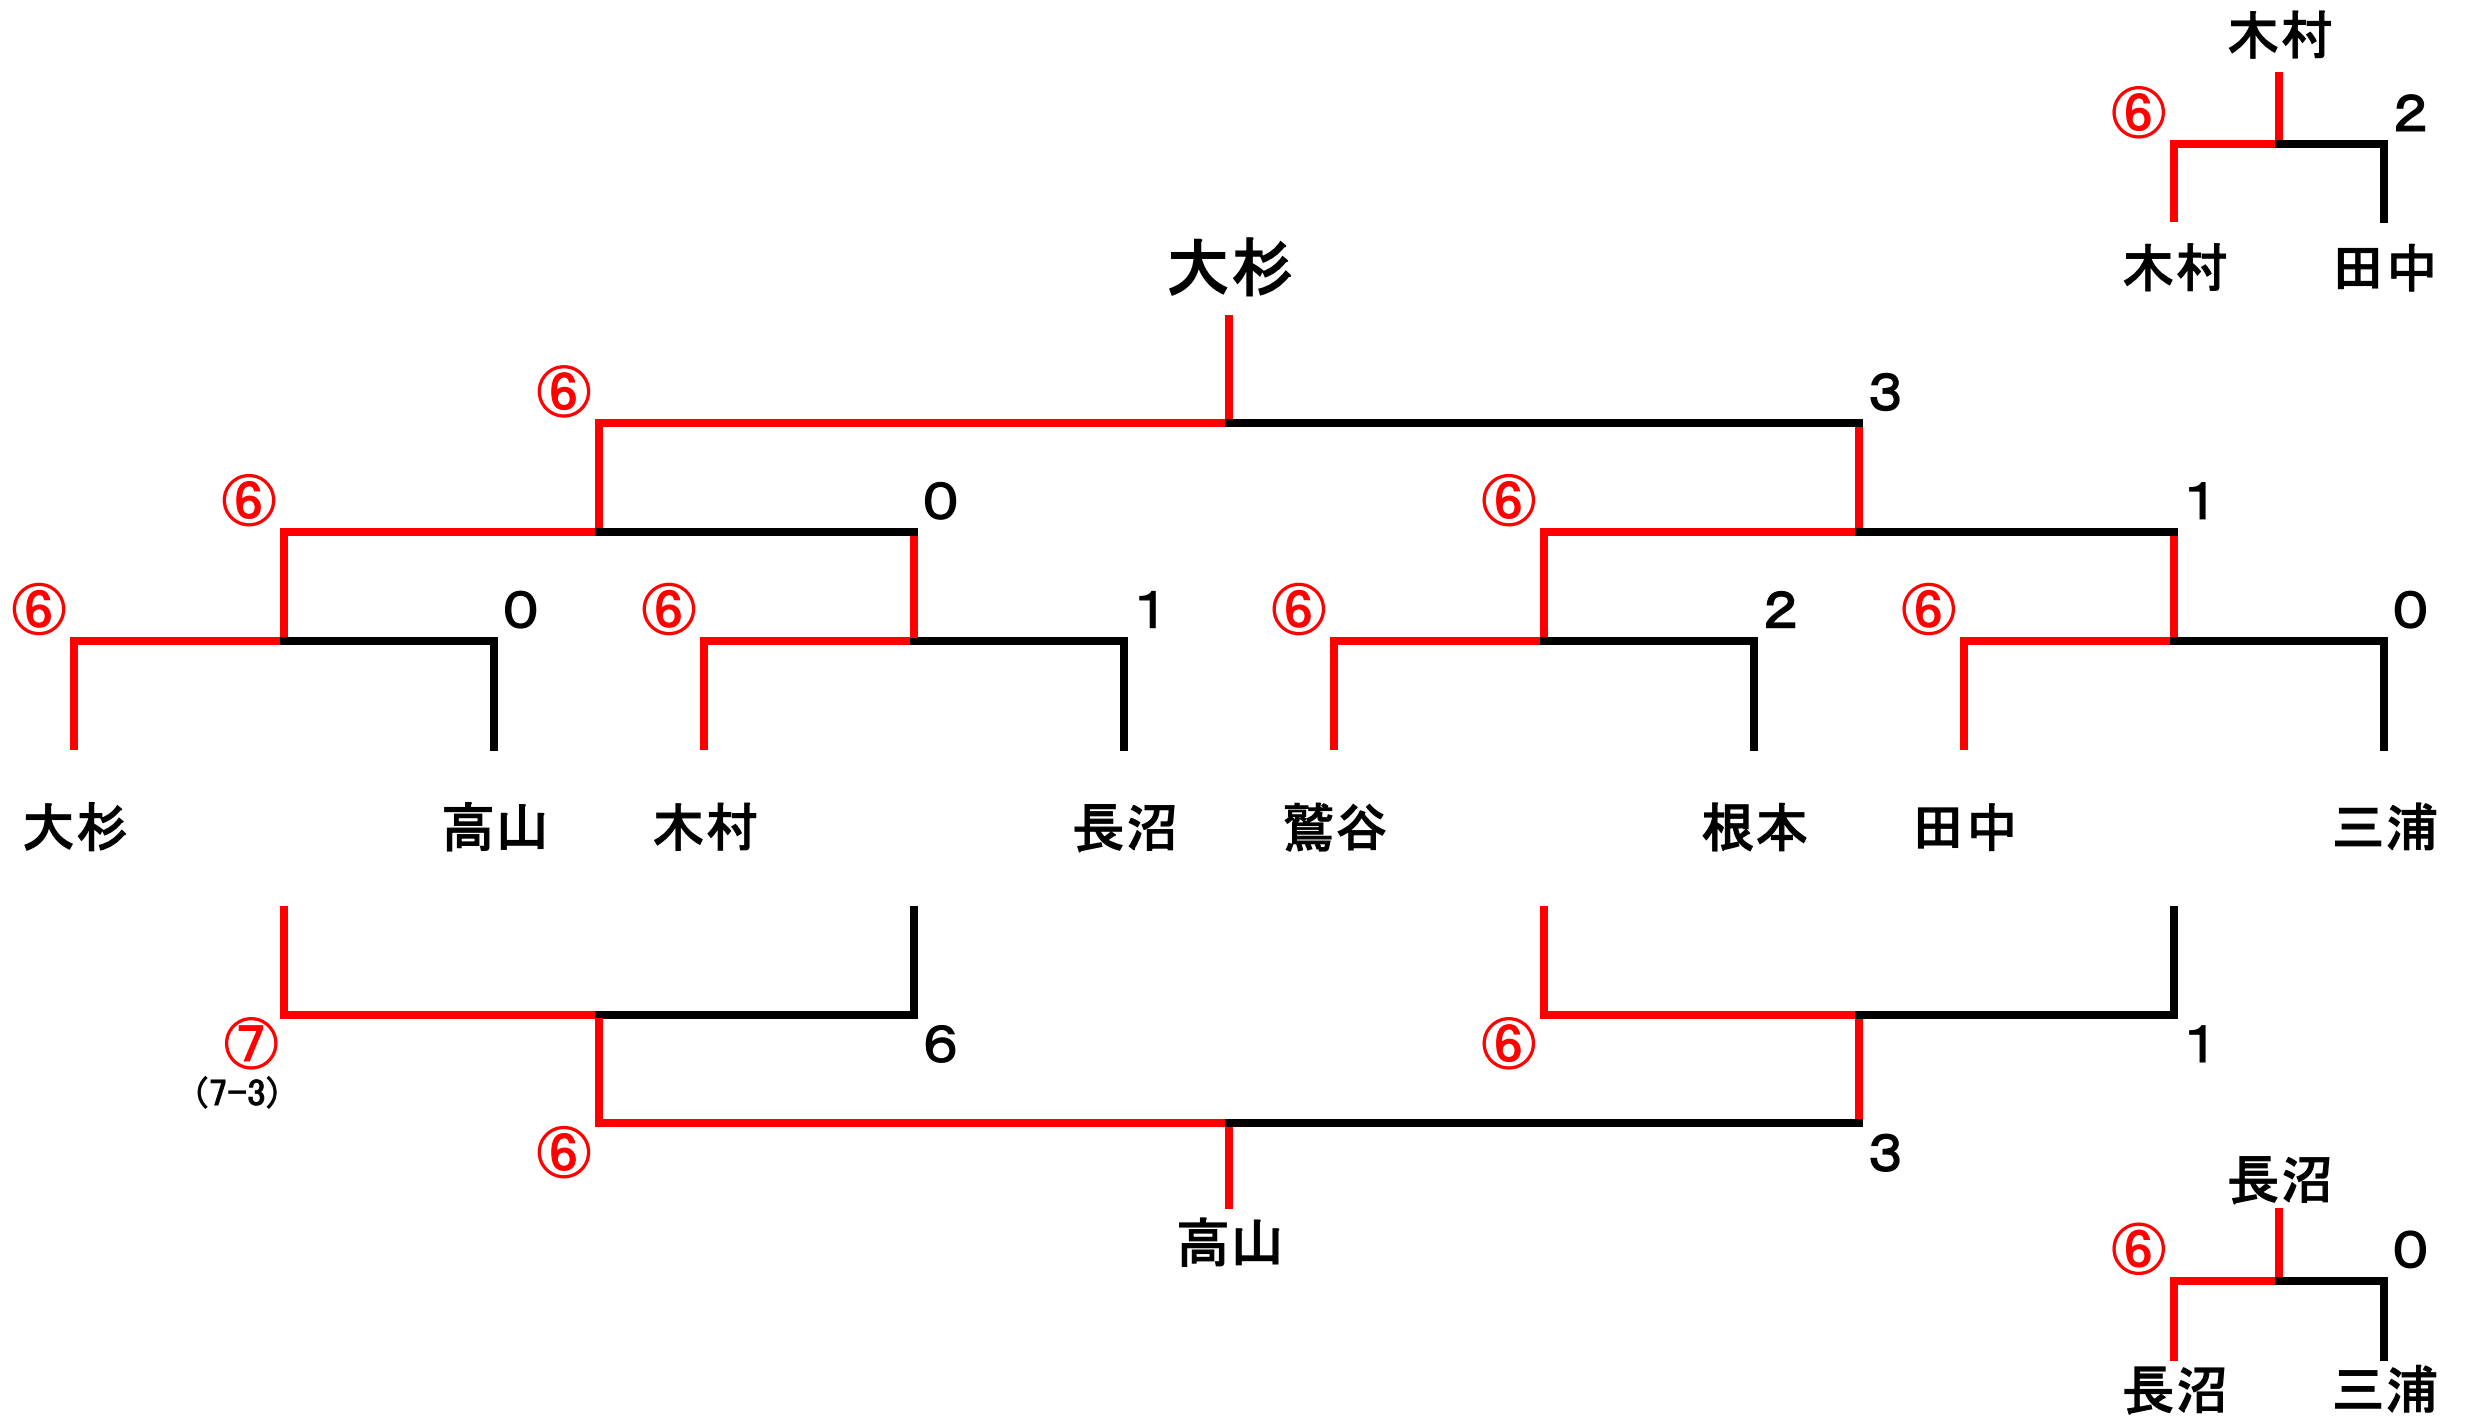 木村
⑥ 2
木村 田中
大杉
⑥ 3
⑥ 0 ⑥ 1
⑥ 0 ⑥ 1 ⑥ 2 ⑥ 0
大杉 高山 木村 長沼 鷲谷 根本 田中 三浦
⑦ 6 ⑥ 1
(7-3)
⑥ 3
高山
長沼
⑥ 0
長沼 三浦